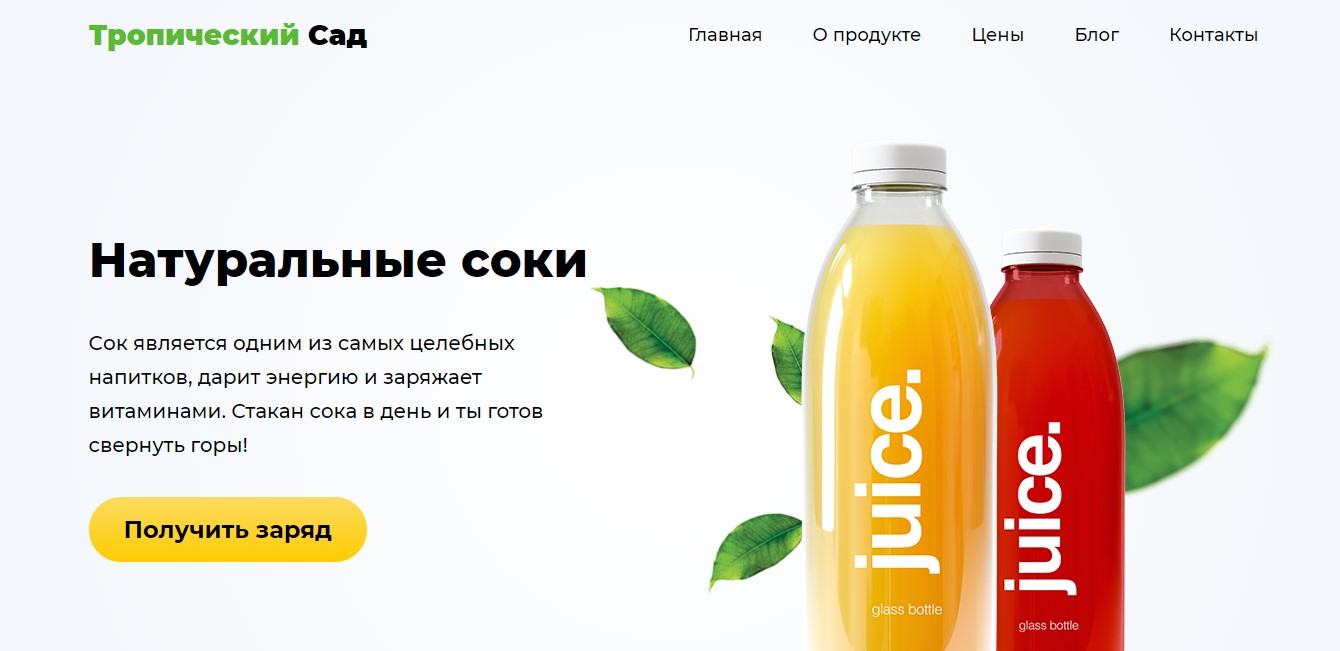 Тропический Сад
Главная
О продукте
Цены
Блог
Контакты
Натуральные соки
Сок является одним из самых целебных
напитков, дарит энергию и заряжает
витаминами. Стакан сока в день и ты готов
свернуть горы!
Получить заряд
juice.
glass bottle
juice.
glass bottle